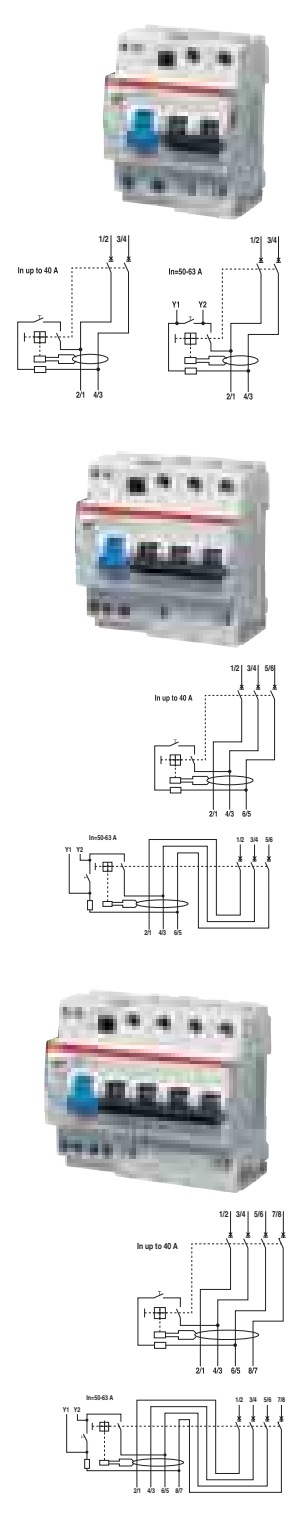 1/2 3/4
In up to 40 A
2/1 4/3
1/2 3/4
In=50-63 A
Y1 Y2
2/1 4/3
1/2 3/4 5/6
In up to 40 A
2/1 4/3 6/5
In=50-63 A
Y1 Y2
1/2 3/4 5/6
2/1 4/3 6/5
1/2 3/4 5/6 7/8
In up to 40 A
2/1 4/3 6/5 8/7
In=50-63 A
Y1 Y2
1/2 3/4 5/6 7/8
2/1 4/3 6/5 8/7